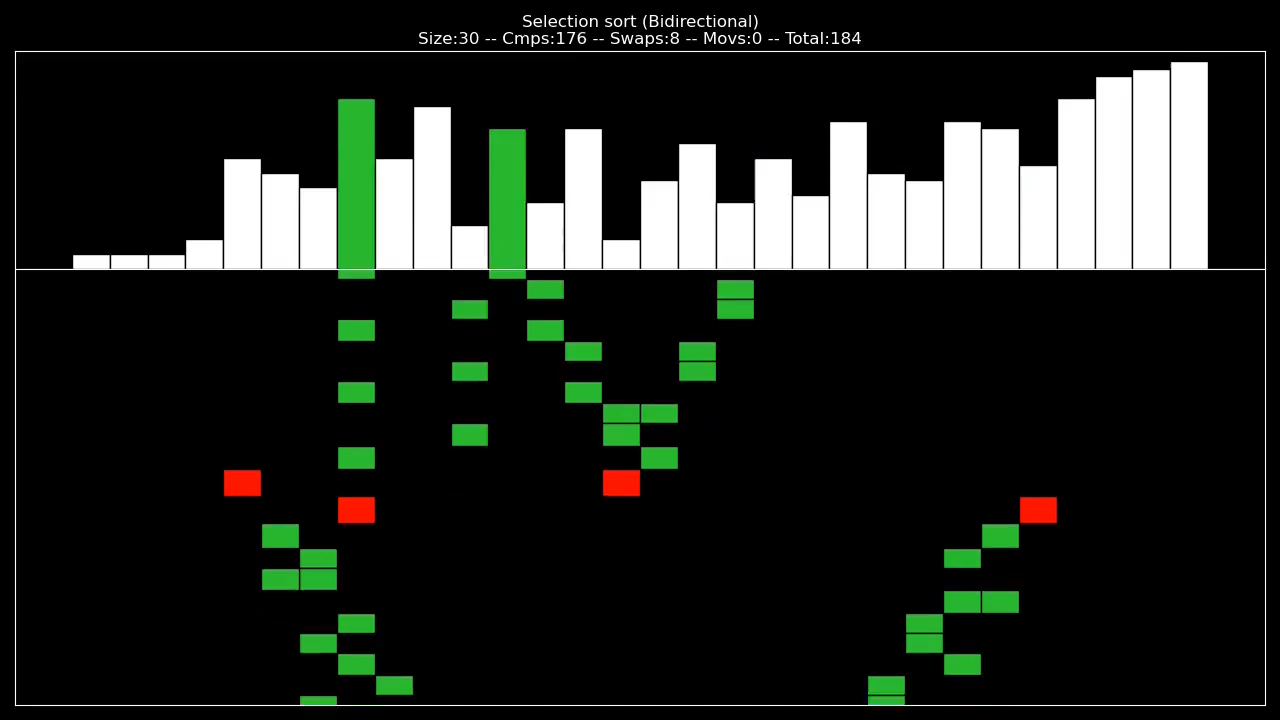 Selection sort (Bidirectional)
Size:30 -- Cmps:176 -- Swaps:8 -- Movs:0 -- Total:184